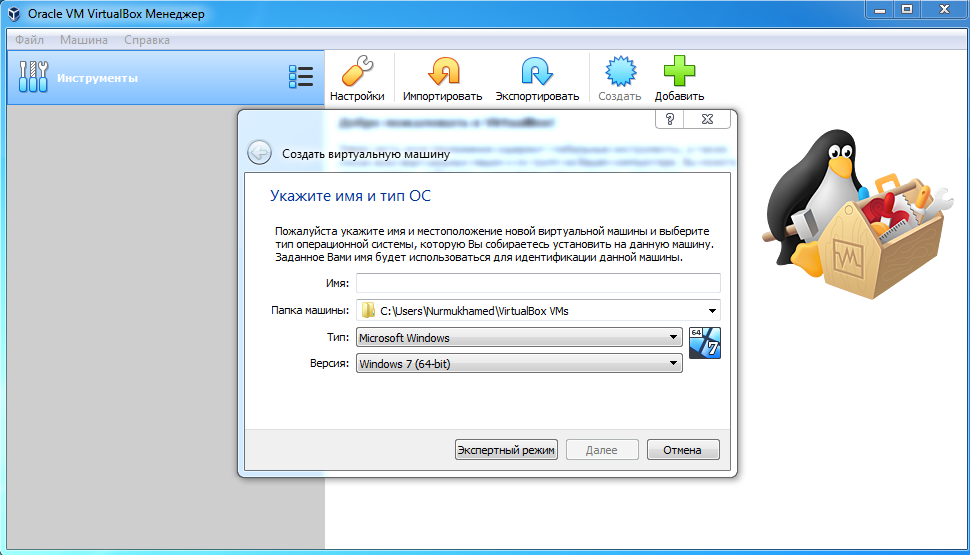 Oracle VM VirtualBox Менеджер
Файл Машина Справка
Инструменты
Настройки Импортировать Экспортировать Создать Добавить
Добро пожаловать в VirtualBox!
Создать виртуальную машину
Укажите имя и тип ОС
Пожалуйста укажите имя и местоположение новой виртуальной машины и выберите
тип операционной системы, которую Вы собираетесь установить на данную машину.
Заданное Вами имя будет использоваться для идентификации данной машины.
Имя:
Папка машины: C:\Users\Nurmukhamed\VirtualBox VMs
Тип: Microsoft Windows
64
7
Версия: Windows 7 (64-bit)
Экспертный режим Далее Отмена